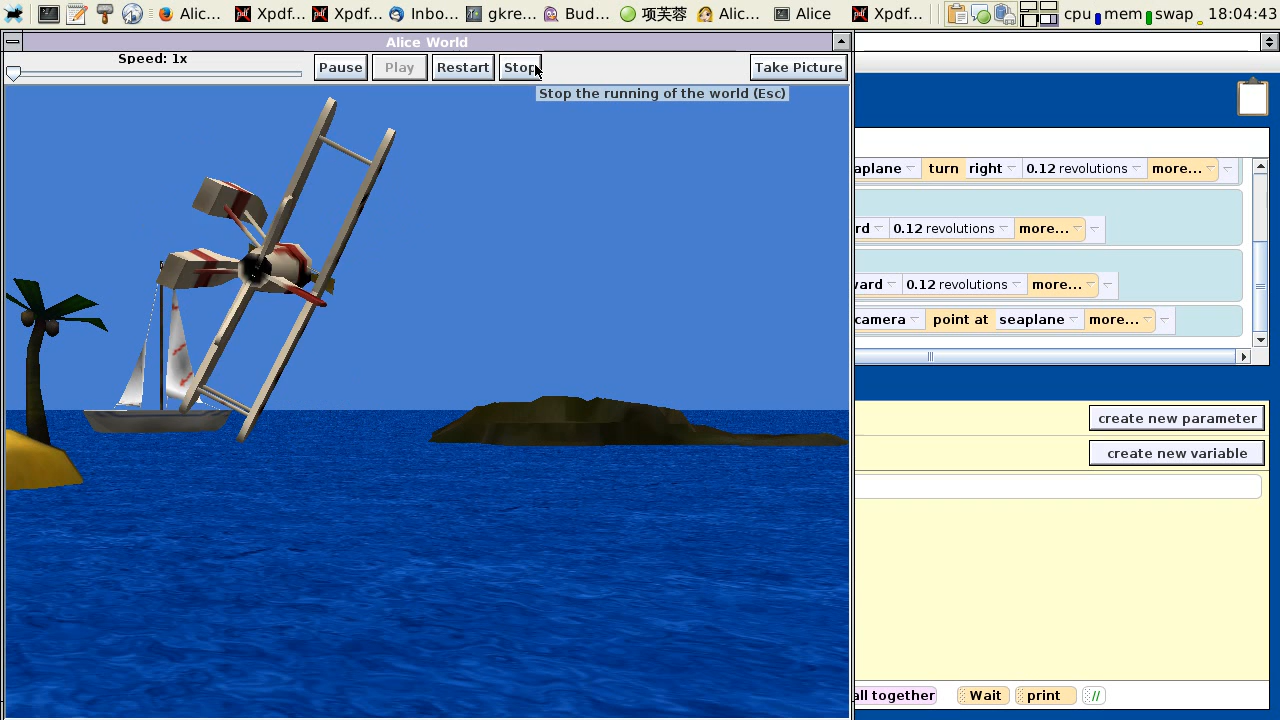 Alic... Xpdf... Xpdf... Inbo... gkre... Bud... 项芙蓉 Alic... Alice Xpdf... cpu mem swap 18:04:43
Alice World
Speed: 1x
Pause Play Restart Stop Take Picture
Stop the running of the world (Esc)
aplane turn right 0.12 revolutions more...
rd 0.12 revolutions more...
vard 0.12 revolutions more...
camera point at seaplane more...
create new parameter
create new variable
all together Wait print //